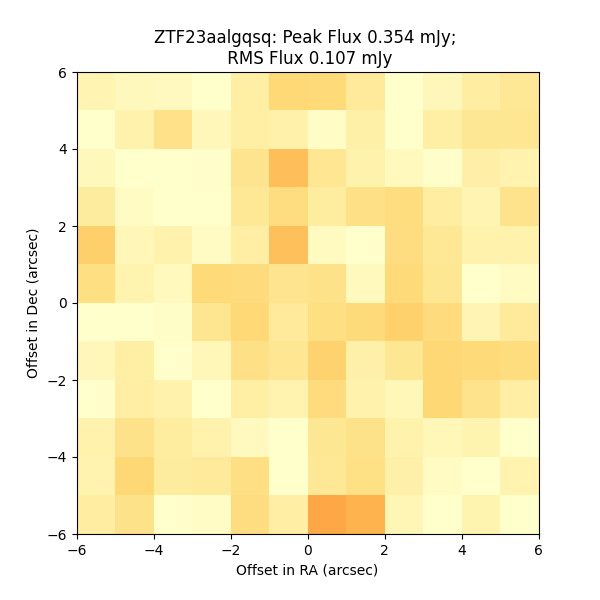 ZTF23aalgqsq: Peak Flux 0.354 mJy;
RMS Flux 0.107 mJy
6
4
2
0
−2
−4
−6
Offset in Dec (arcsec)
−6 −4 −2 0 2 4 6
Offset in RA (arcsec)